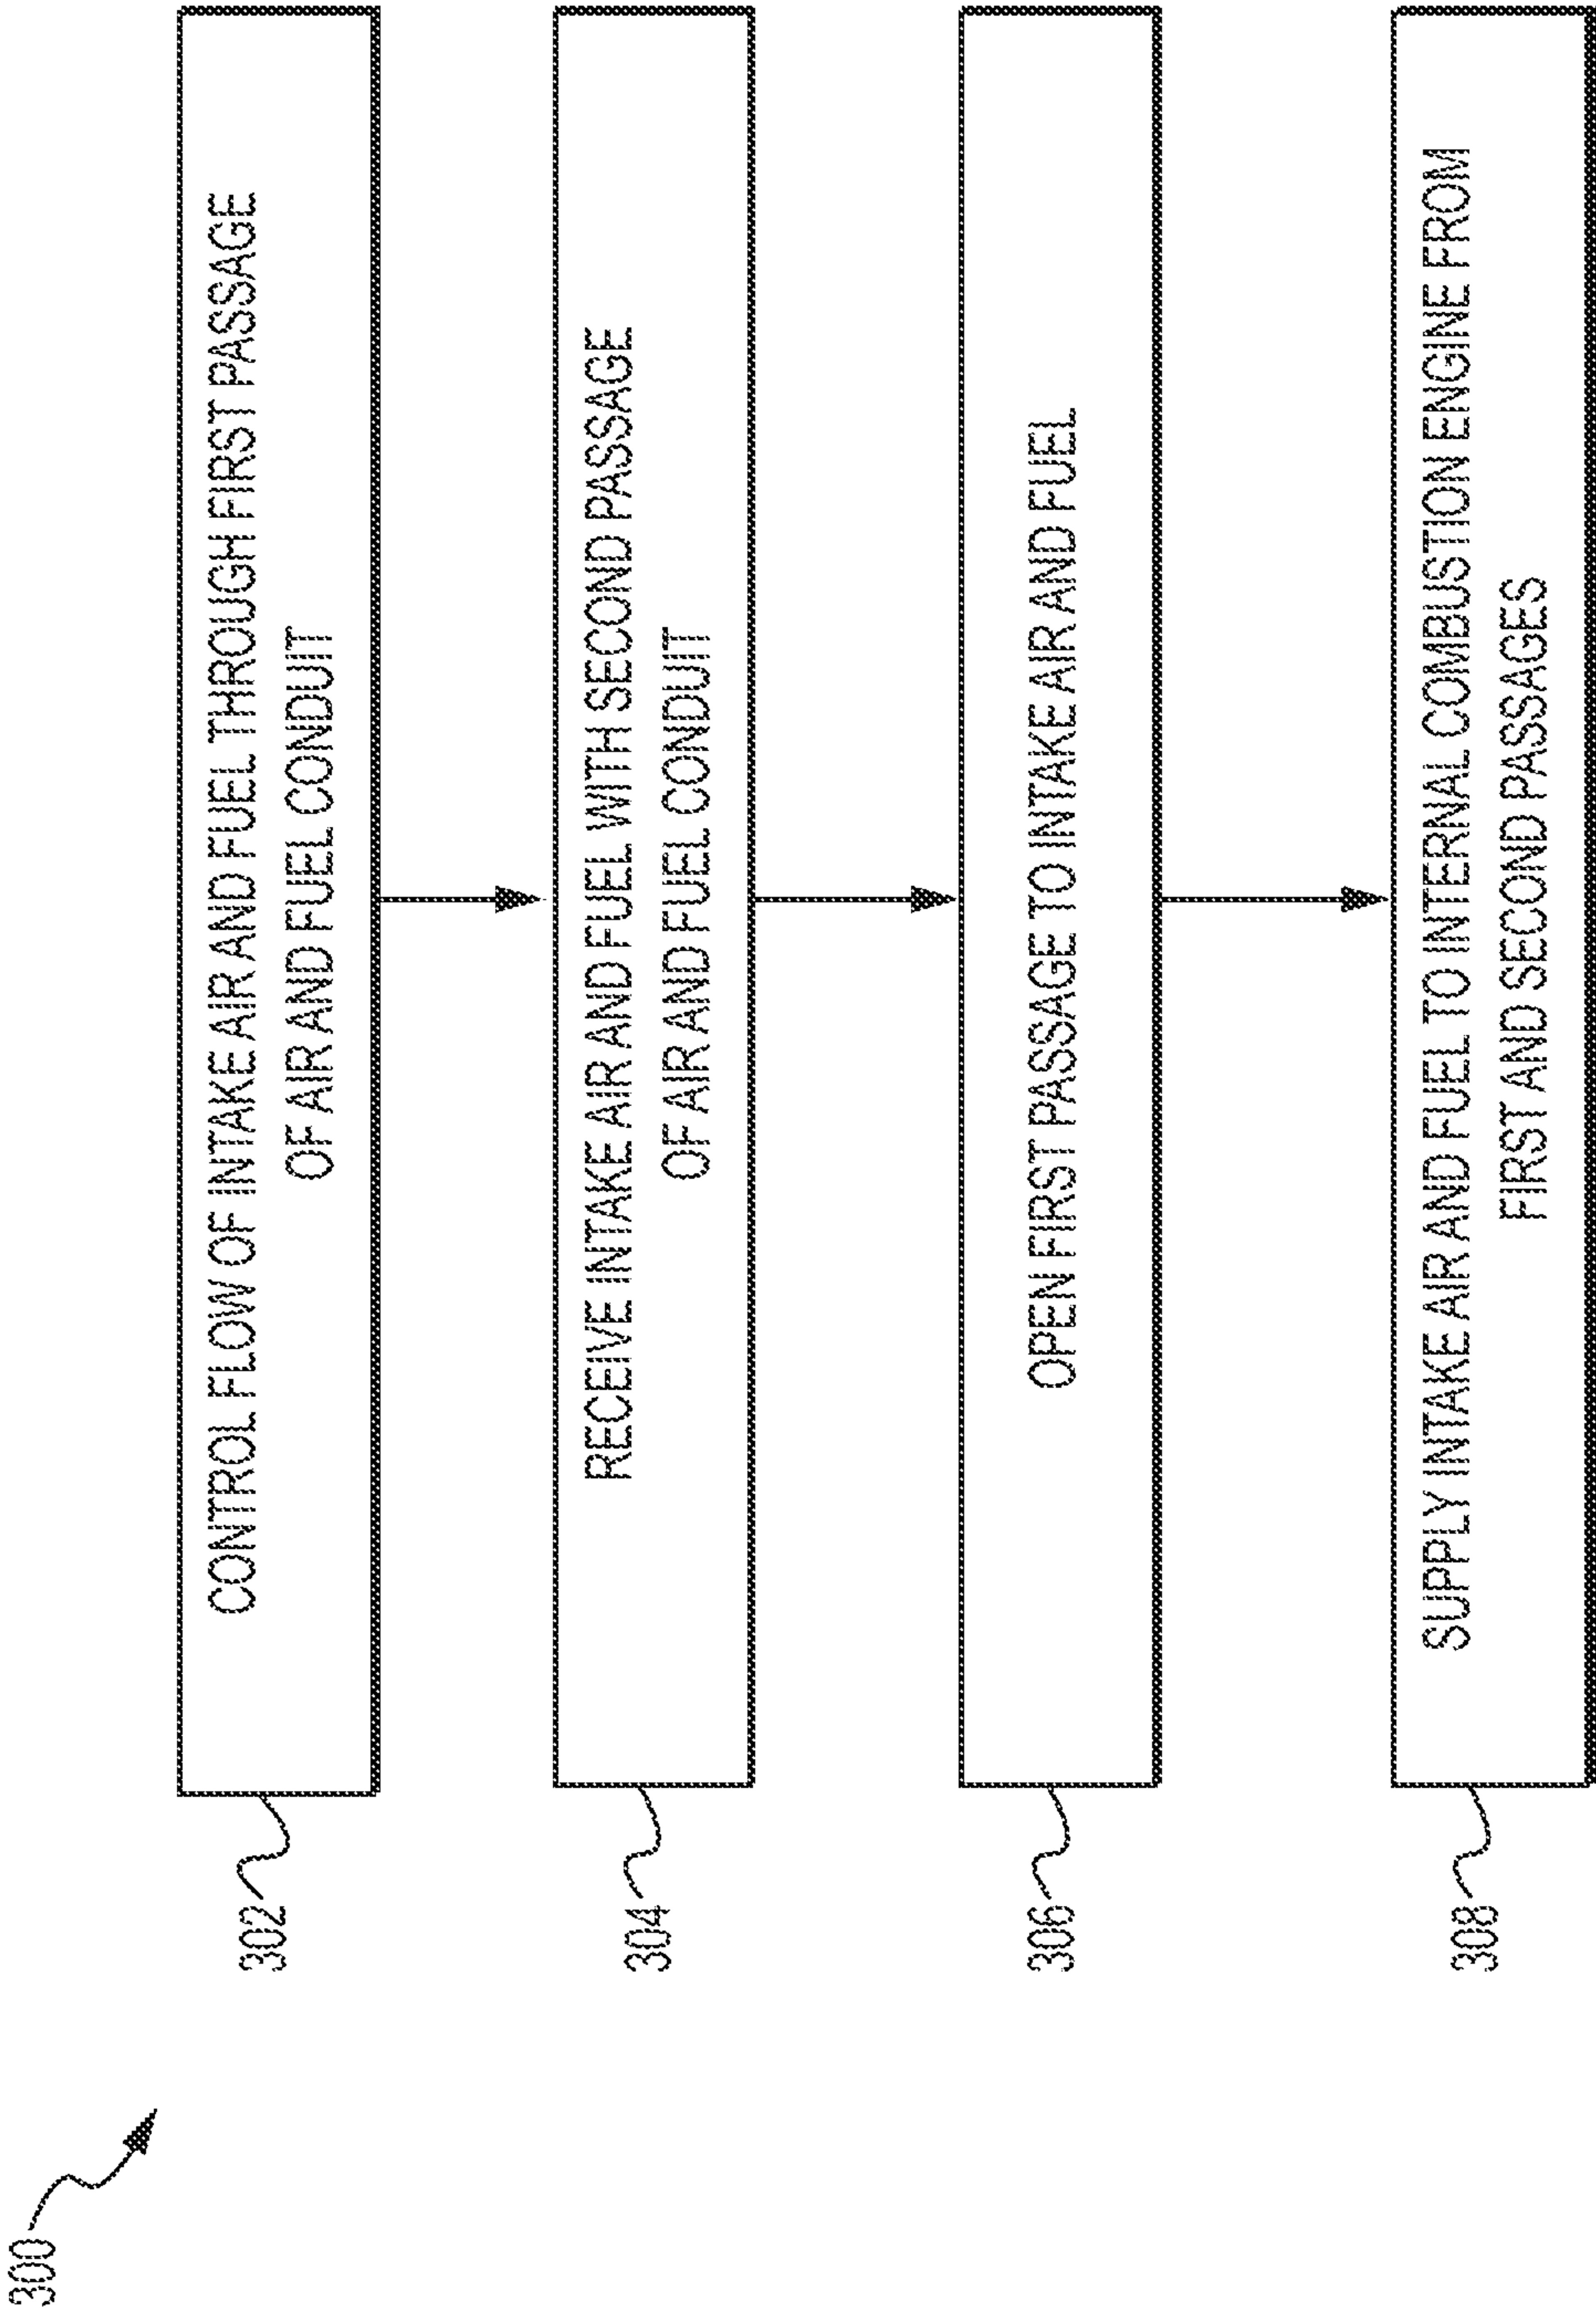 300
302
CONTROL FLOW OF INTAKE AIR AND FUEL THROUGH FIRST PASSAGE
OF AIR AND FUEL CONDUIT
304
RECEIVE INTAKE AIR AND FUEL WITH SECOND PASSAGE
OF AIR AND FUEL CONDUIT
306
OPEN FIRST PASSAGE TO INTAKE AIR AND FUEL
308
SUPPLY INTAKE AIR AND FUEL TO INTERNAL COMBUSTION ENGINE FROM
FIRST AND SECOND PASSAGES